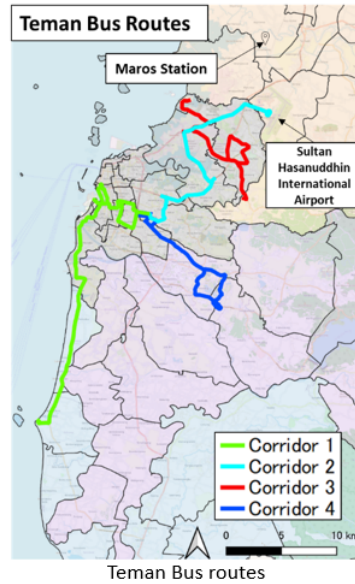 Teman Bus Routes
Maros Station
Sultan
Hasanuddhin
International
Airport
Corridor 1
Corridor 2
Corridor 3
Corridor 4
0 5 10 km
Teman Bus routes